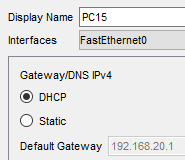 Display Name PC15
Interfaces FastEthernet0
Gateway/DNS IPv4
DHCP
Static
Default Gateway 192.168.20.1